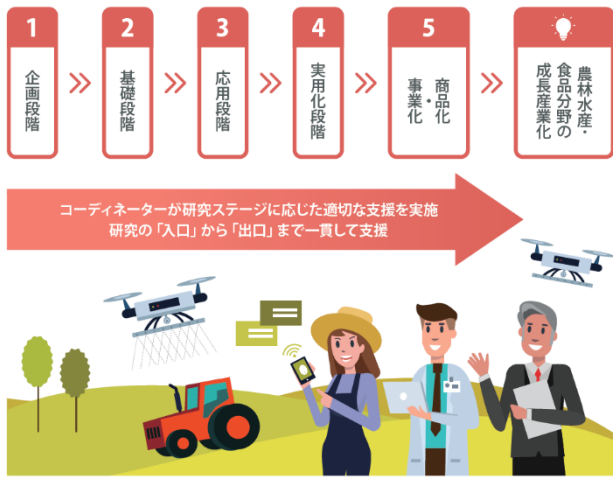 1
企画段階
2
基礎段階
3
応用段階
4
実用化段階
5
商品化・
事業化
農林水産・
食品分野の
成長産業化
コーディネーターが研究ステージに応じた適切な支援を実施
研究の「入口」から「出口」まで一貫して支援